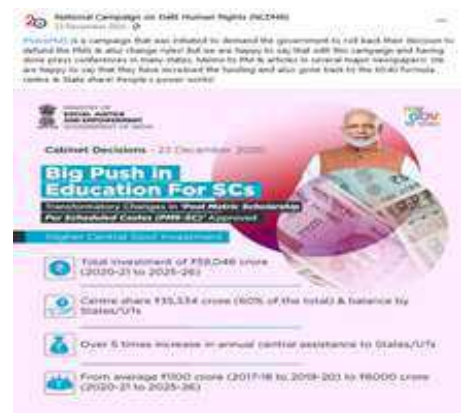 National Campaign on Dalit Human Rights (NCDHR)
is a campaign that was initiated to demand the government to roll back their decision to
defund the PMS & also change rules! But we are happy to say that with this campaign and having
done press conferences in many states, Memo to PM & articles in several major newspapers! We
are happy to say that they have increased the funding and also gone back to the 60:40 formula
centre & State share! People's power works!
MINISTRY OF
SOCIAL JUSTICE
AND EMPOWERMENT
GOVERNMENT OF INDIA
my
gov
Cabinet Decisions - 23 December 2020
Big Push in
Education For SCs
Transformatory Changes in 'Post Matric Scholarship
For Scheduled Castes (PMS-SC)' Approved
Higher Central Govt Investment
Total Investment of ₹59,048 crore
(2020-21 to 2025-26)
Centre share ₹35,534 crore (60% of the total) & balance by
States/UTs
Over 5 times increase in annual central assistance to States/UTs
From average ₹1100 crore (2017-18 to 2019-20) to ₹6000 crore
(2020-21 to 2025-26)